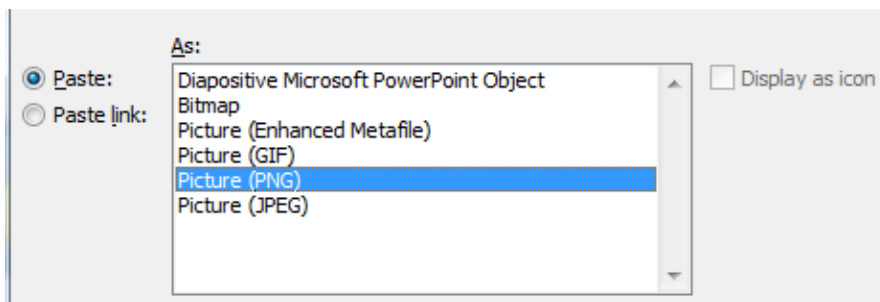 As:
Paste:
Paste link:
Diapositive Microsoft PowerPoint Object
Bitmap
Picture (Enhanced Metafile)
Picture (GIF)
Picture (PNG)
Picture (JPEG)
Display as icon